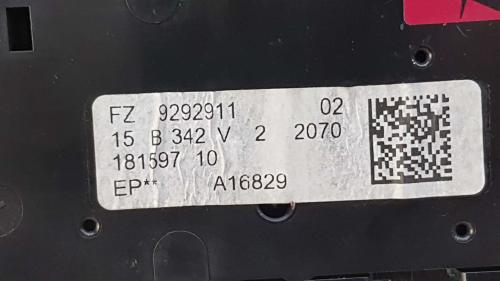 FZ 9292911 02
15 B 342 V 2 2070
181597 10
EP** A16829